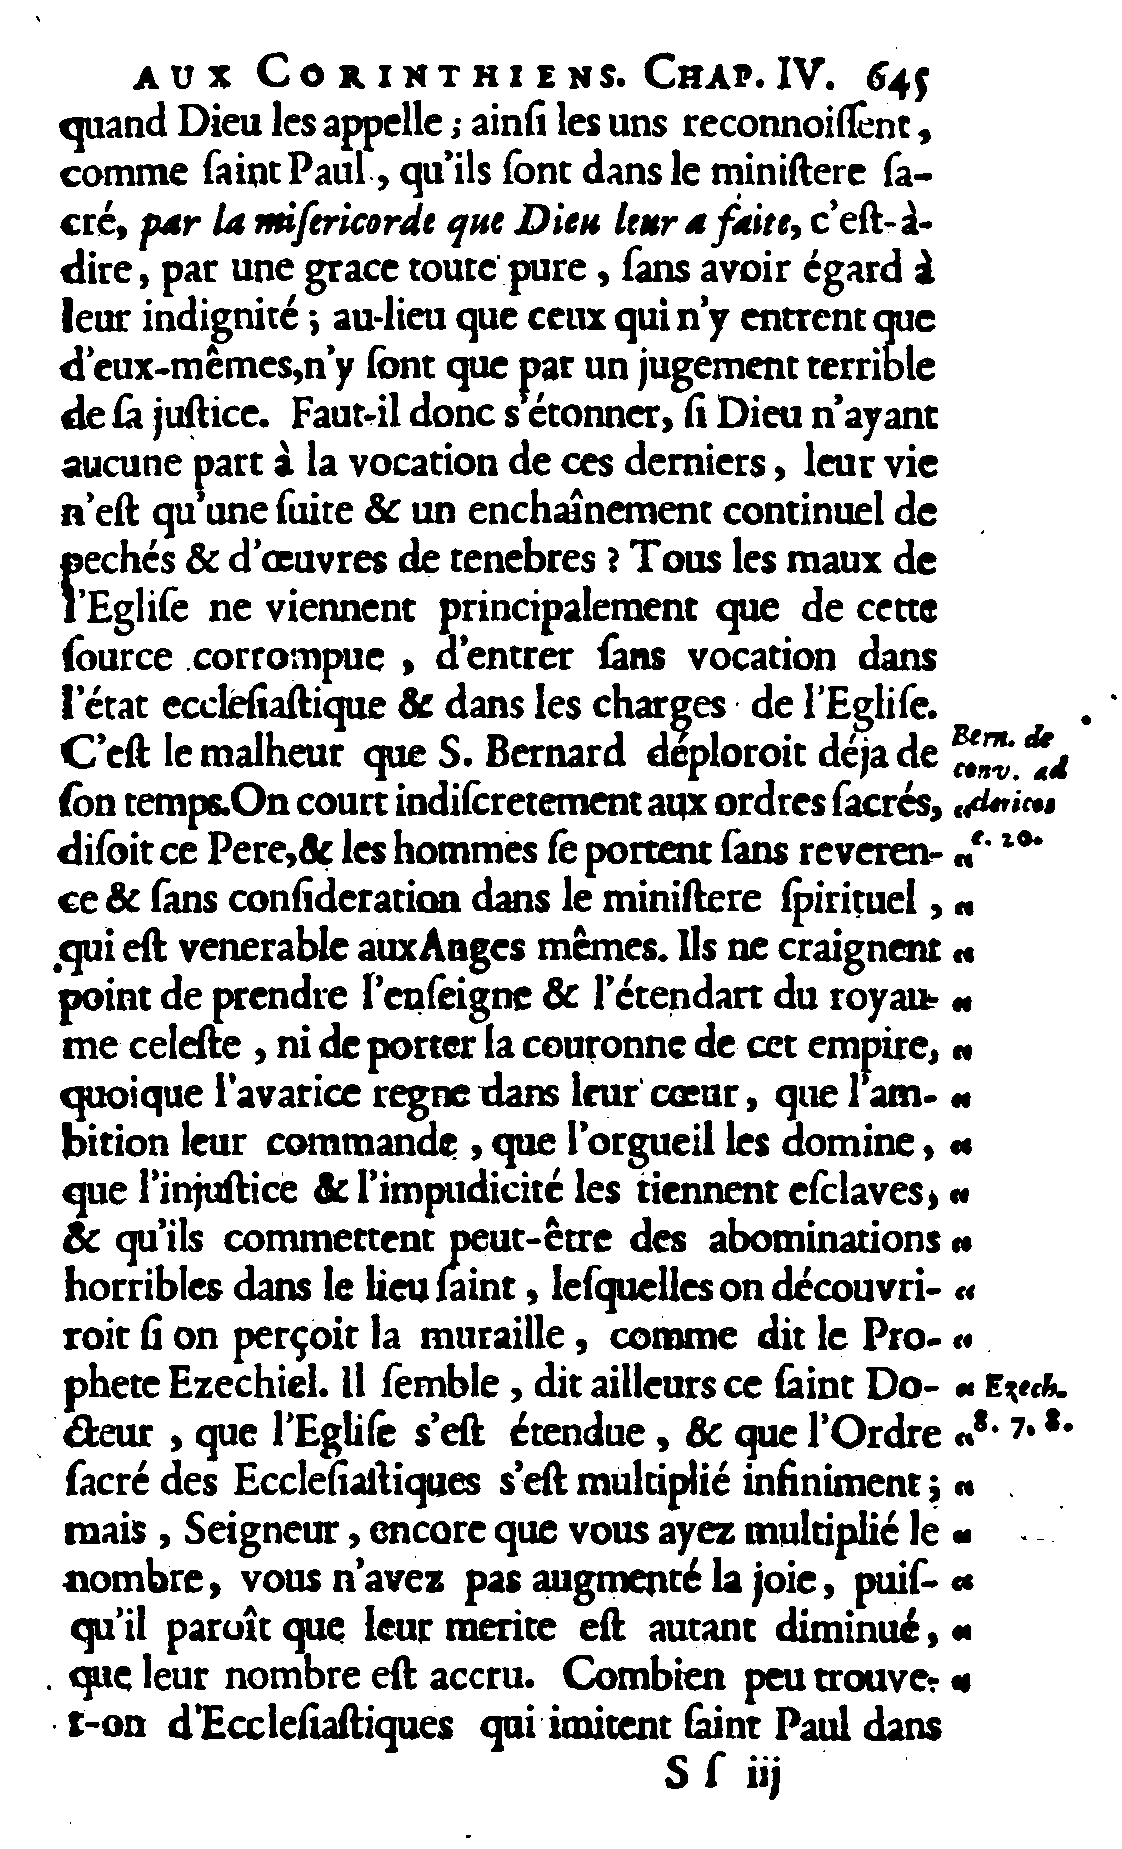 AUX CORINTHIENS. CHAP. IV. 645
quand Dieu les appelle ; ainſi les uns reconnoiſſent,
comme ſaint Paul, qu'ils ſont dans le miniſtere ſa-
cré, par la miſericorde que Dieu leur a faite, c'eſt-à-
dire, par une grace toute pure, ſans avoir égard à
leur indignité ; au-lieu que ceux qui n'y entrent que
d'eux-mêmes, n'y ſont que par un jugement terrible
de ſa juſtice. Faut-il donc s'étonner, ſi Dieu n'ayant
aucune part à la vocation de ces derniers, leur vie
n'eſt qu'une ſuite & un enchaînement continuel de
pechés & d'œuvres de tenebres ? Tous les maux de
l'Egliſe ne viennent principalement que de cette
ſource corrompue, d'entrer ſans vocation dans
l'état eccléſiaſtique & dans les charges de l'Egliſe.
C'eſt le malheur que S. Bernard déploroit déja de Bern. de
conv. ad
ſon temps. On court indiſcretement aux ordres ſacrés, „ clericos
diſoit ce Pere, & les hommes ſe portent ſans reveren- „ c. 20.
ce & ſans conſideration dans le miniſtere ſpirituel, „
qui eſt venerable aux Anges mêmes. Ils ne craignent „
point de prendre l'enſeigne & l'étendart du royau- „
me celeſte, ni de porter la couronne de cet empire, „
quoique l'avarice regne dans leur cœur, que l'am- „
bition leur commande, que l'orgueil les domine, „
que l'injuſtice & l'impudicité les tiennent eſclaves, „
& qu'ils commettent peut-être des abominations „
horribles dans le lieu ſaint, leſquelles on découvri- „
roit ſi on perçoit la muraille, comme dit le Pro- „
phete Ezechiel. Il ſemble, dit ailleurs ce ſaint Do- „ Ezech.
cteur, que l'Egliſe s'eſt étendue, & que l'Ordre „ 8. 7. 8.
ſacré des Eccleſiaſtiques s'eſt multiplié infiniment ; „
mais, Seigneur, encore que vous ayez multiplié le „
nombre, vous n'avez pas augmenté la joie, puiſ- „
qu'il paroît que leur merite eſt autant diminué, „
que leur nombre eſt accru. Combien peu trouve- „
t-on d'Eccleſiaſtiques qui imitent ſaint Paul dans
S ſ iij